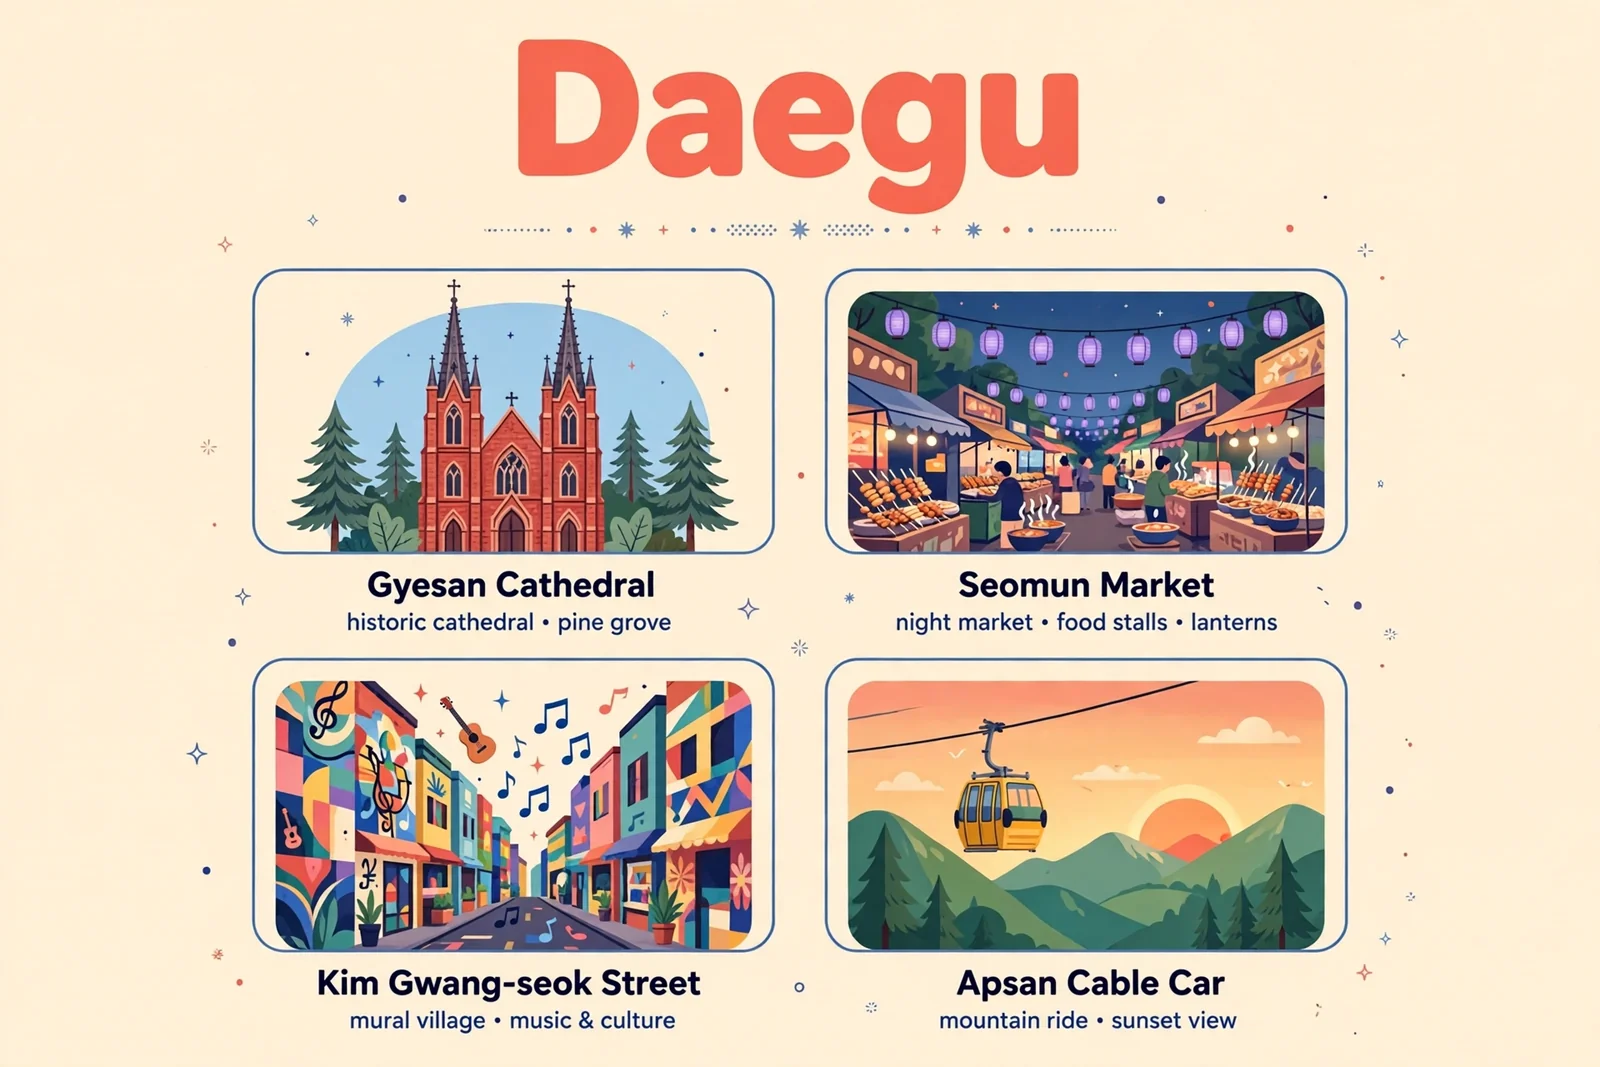 Daegu
Gyesan Cathedral
historic cathedral • pine grove
Seomun Market
night market • food stalls • lanterns
Kim Gwang-seok Street
mural village • music & culture
Apsan Cable Car
mountain ride • sunset view